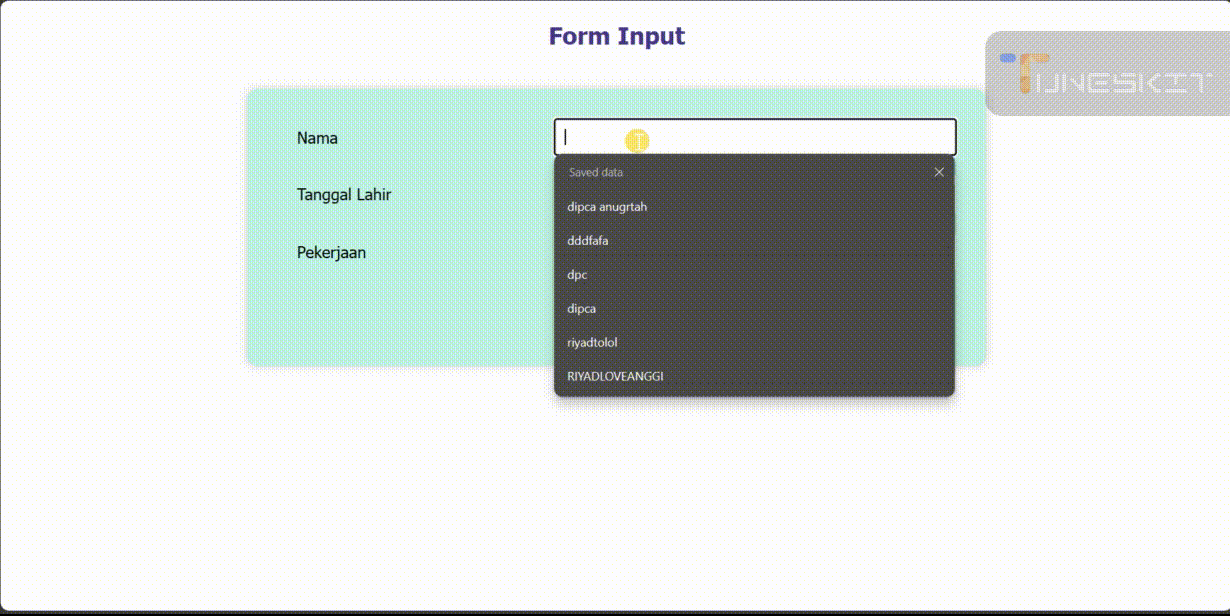 Form Input
TUNESKIT
Nama
Saved data
dipca anugrtah
Tanggal Lahir
dddfafa
Pekerjaan
dpc
dipca
riyadtolol
RIYADLOVEANGGI